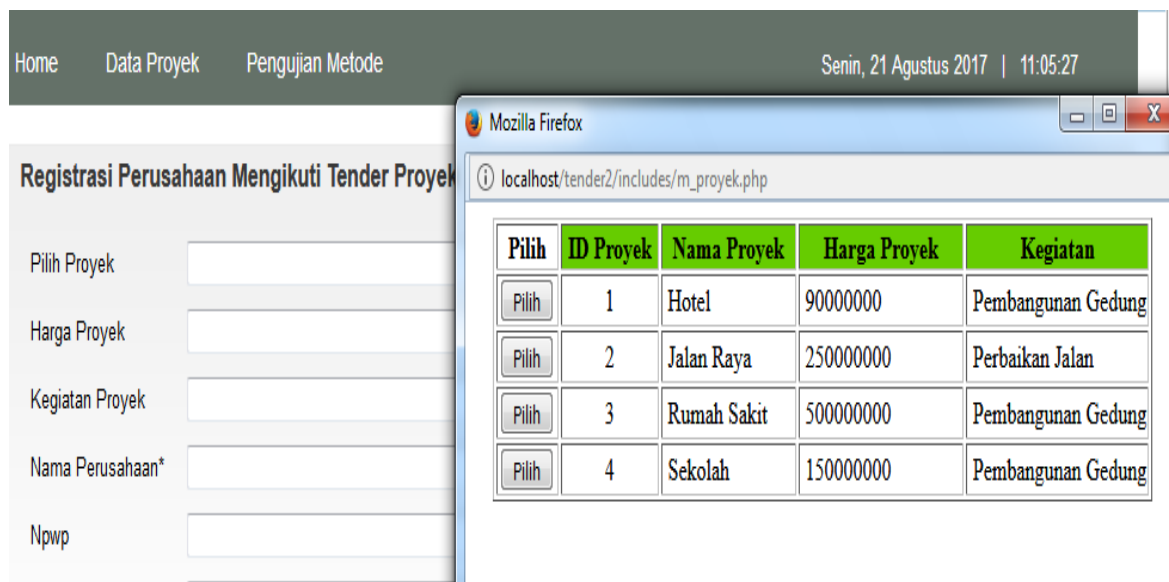 Home Data Proyek Pengujian Metode Senin, 21 Agustus 2017 | 11:05:27
Registrasi Perusahaan Mengikuti Tender Proyek
Pilih Proyek
Harga Proyek
Kegiatan Proyek
Nama Perusahaan*
Npwp
Mozilla Firefox
localhost/tender2/includes/m_proyek.php
Pilih ID Proyek Nama Proyek Harga Proyek Kegiatan
Pilih 1 Hotel 90000000 Pembangunan Gedung
Pilih 2 Jalan Raya 250000000 Perbaikan Jalan
Pilih 3 Rumah Sakit 500000000 Pembangunan Gedung
Pilih 4 Sekolah 150000000 Pembangunan Gedung